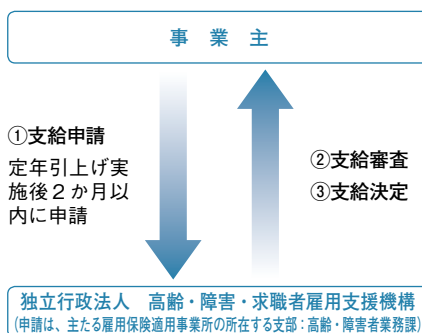 事業主
①支給申請
定年引上げ実
施後2か月以
内に申請
②支給審査
③支給決定
独立行政法人 高齢・障害・求職者雇用支援機構
(申請は、主たる雇用保険適用事業所の所在する支部：高齢・障害者業務課)